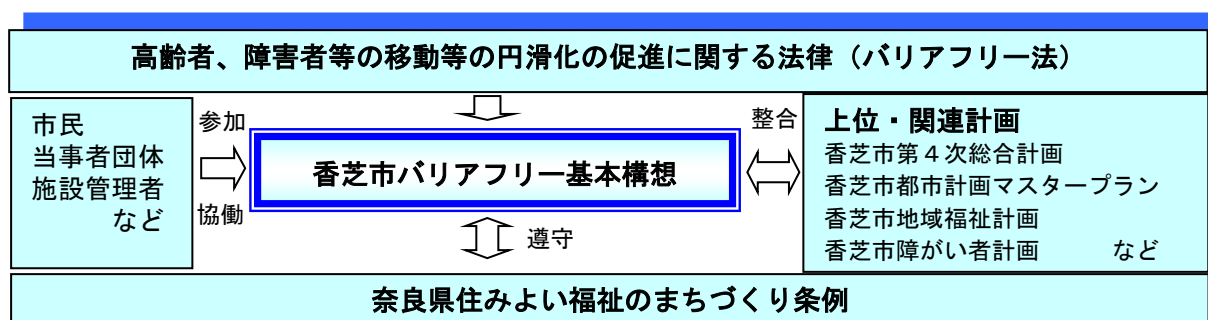 高齢者、障害者等の移動等の円滑化の促進に関する法律（バリアフリー法）
市民
当事者団体
施設管理者
など
参加
協働
香芝市バリアフリー基本構想
整合
上位・関連計画
香芝市第４次総合計画
香芝市都市計画マスタープラン
香芝市地域福祉計画
香芝市障がい者計画　　など
遵守
奈良県住みよい福祉のまちづくり条例